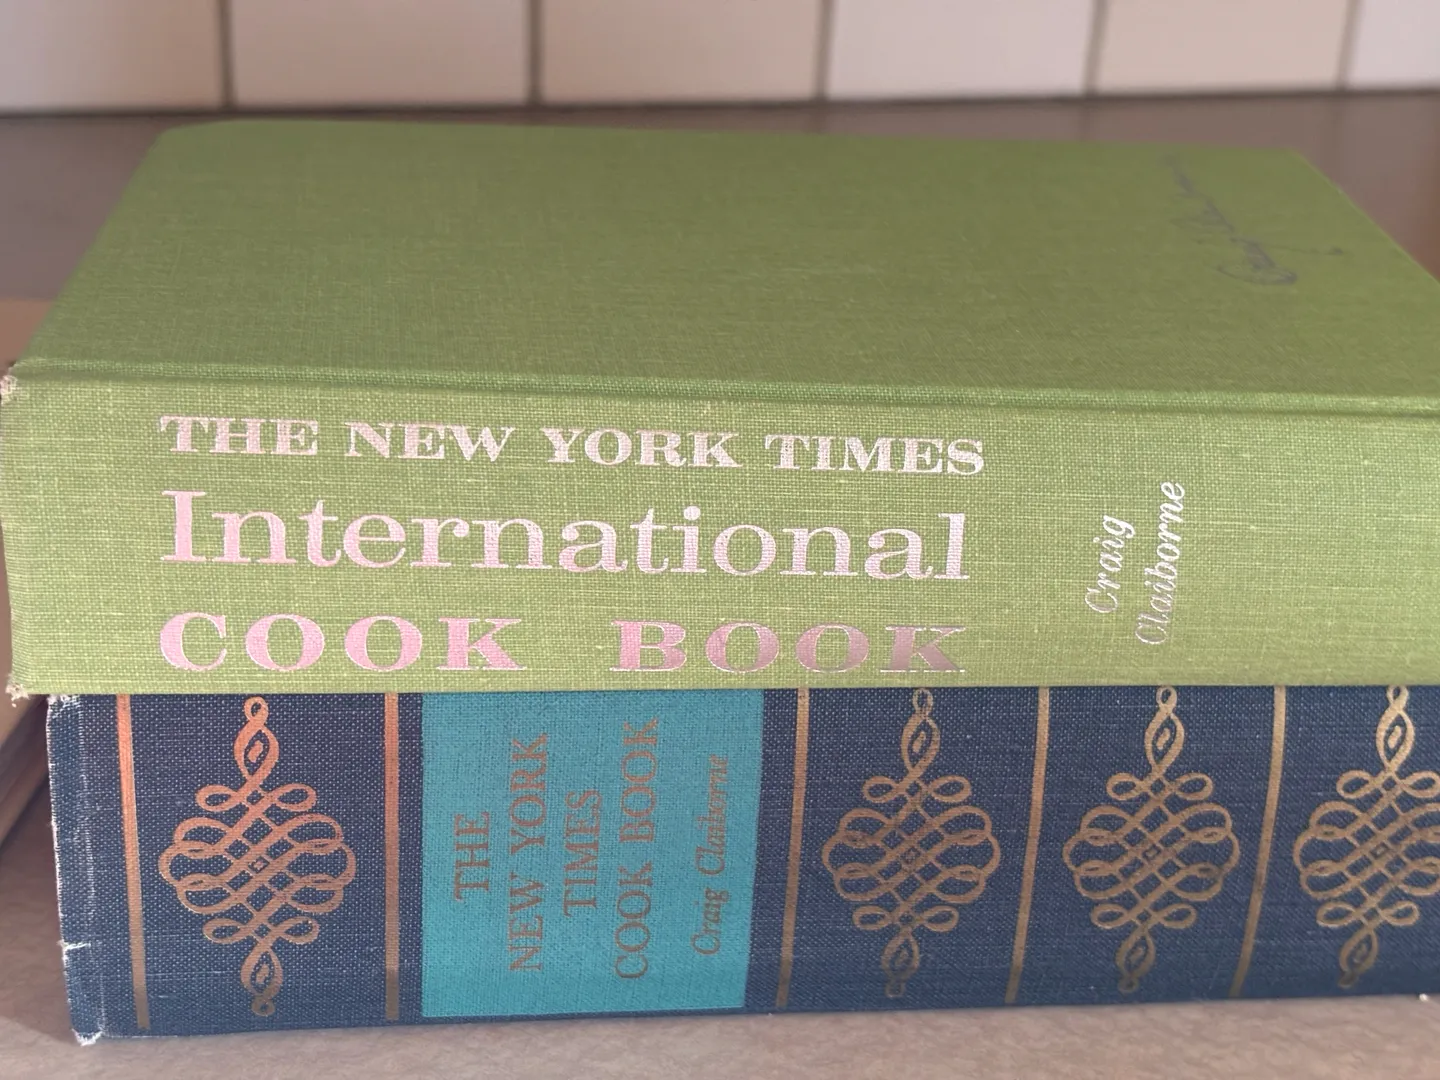 THE NEW YORK TIMES
International
COOK BOOK
Craig
Claiborne
THE
NEW YORK
TIMES
COOK BOOK
Craig Claiborne